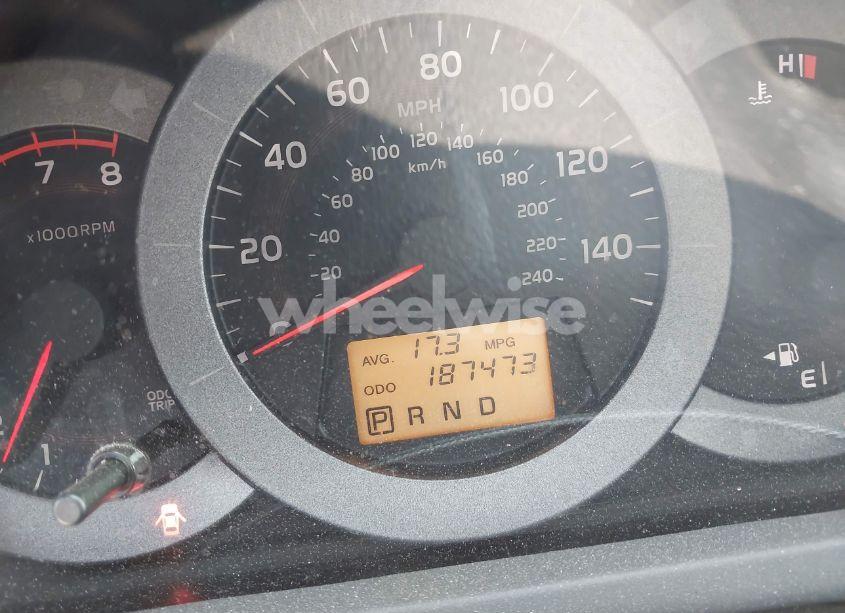 7 8
x1000RPM
1
ODO
TRIP
0 20 40 60 80 100 120 140
MPH
20 40 60 80 100 120 140 160 180 200 220 240
km/h
AVG. 17.3 MPG
ODO 187473
P R N D
H
E
wheelwise